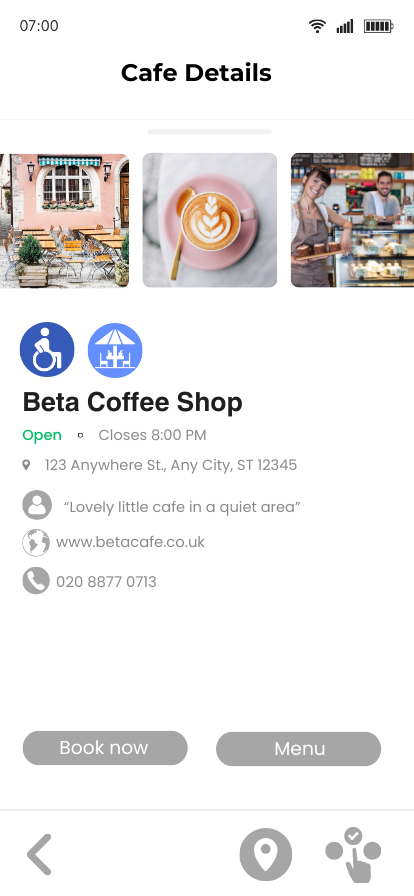 07:00
Cafe Details
Beta Coffee Shop
Open Closes 8:00 PM
123 Anywhere St., Any City, ST 12345
“Lovely little cafe in a quiet area”
www.betacafe.co.uk
020 8877 0713
Book now
Menu